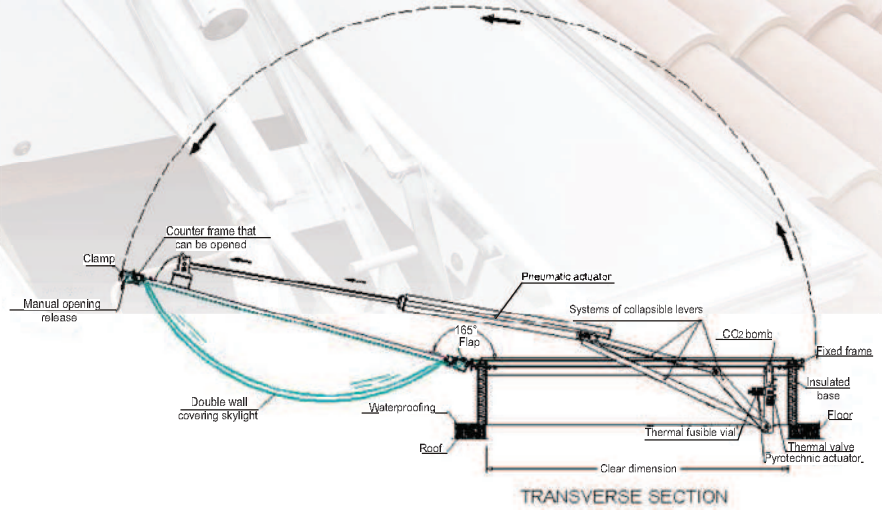 Counter frame that
can be opened
Clamp
Manual opening
release
Pneumatic actuator
Systems of collapsible levers
165°
Flap
CO2 bomb
Fixed frame
Insulated
base
Double wall
covering skylight
Waterproofing
Floor
Thermal fusible vial
Roof
Thermal valve
Pyrotechnic actuator
Clear dimension
TRANSVERSE SECTION